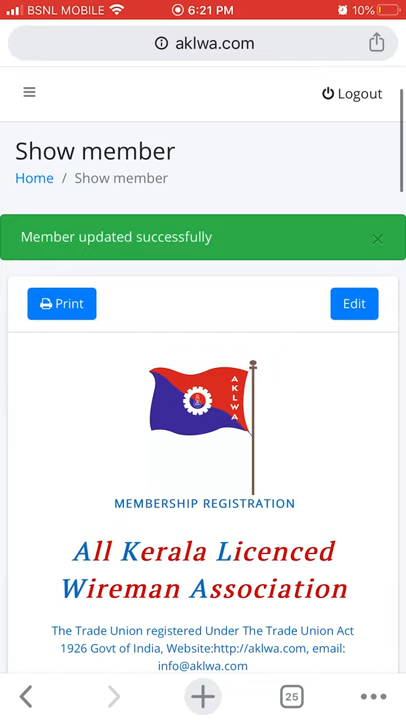 BSNL MOBILE 6:21 PM 10%
aklwa.com
Logout
Show member
Home / Show member
Member updated successfully ×
Print Edit
A
K
L
W
A
MEMBERSHIP REGISTRATION
All Kerala Licenced
Wireman Association
The Trade Union registered Under The Trade Union Act
1926 Govt of India, Website:http://aklwa.com, email:
info@aklwa.com
25